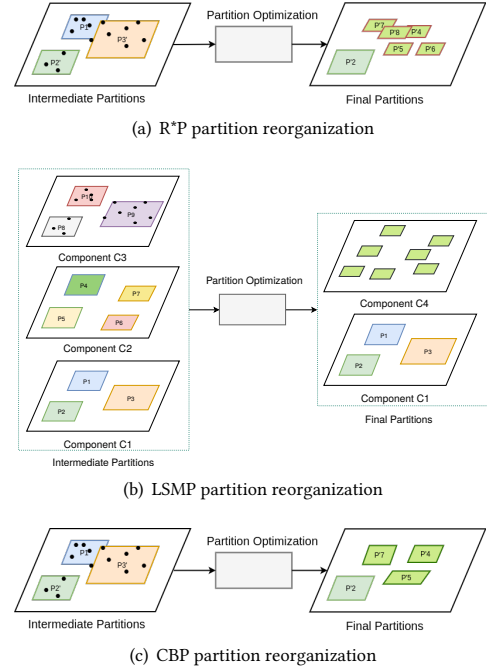 Partition Optimization
P1'
P3'
P2'
P'7
P'8
P'4
P'5
P'6
P'2
Intermediate Partitions
Final Partitions
(a) R*P partition reorganization
P10
P9
P8
Component C3
P4
P7
P5
P6
Component C2
P1
P3
P2
Component C1
Intermediate Partitions
Partition Optimization
Component C4
P1
P3
P2
Component C1
Final Partitions
(b) LSMP partition reorganization
Partition Optimization
P1'
P3'
P2'
P'7
P'4
P'5
P'2
Intermediate Partitions
Final Partitions
(c) CBP partition reorganization